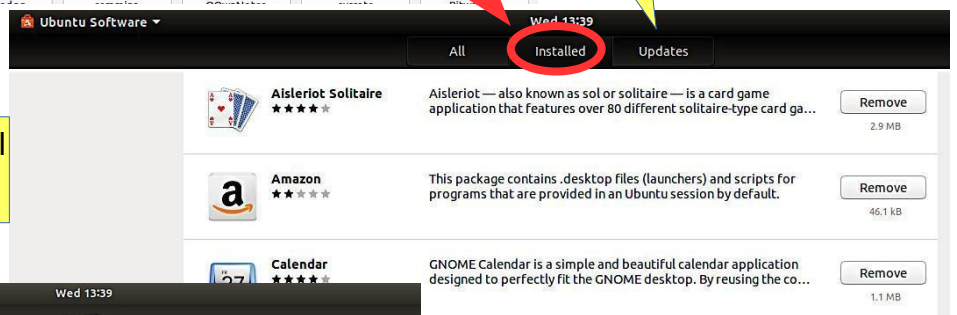 Ubuntu Software
Wed 13:39
All Installed Updates
Aisleriot Solitaire
Aisleriot — also known as sol or solitaire — is a card game
application that features over 80 different solitaire-type card ga...
Remove
2.9 MB
a
Amazon
This package contains .desktop files (launchers) and scripts for
programs that are provided in an Ubuntu session by default.
Remove
46.1 kB
27
Calendar
GNOME Calendar is a simple and beautiful calendar application
designed to perfectly fit the GNOME desktop. By reusing the co...
Remove
1.1 MB
Wed 13:39